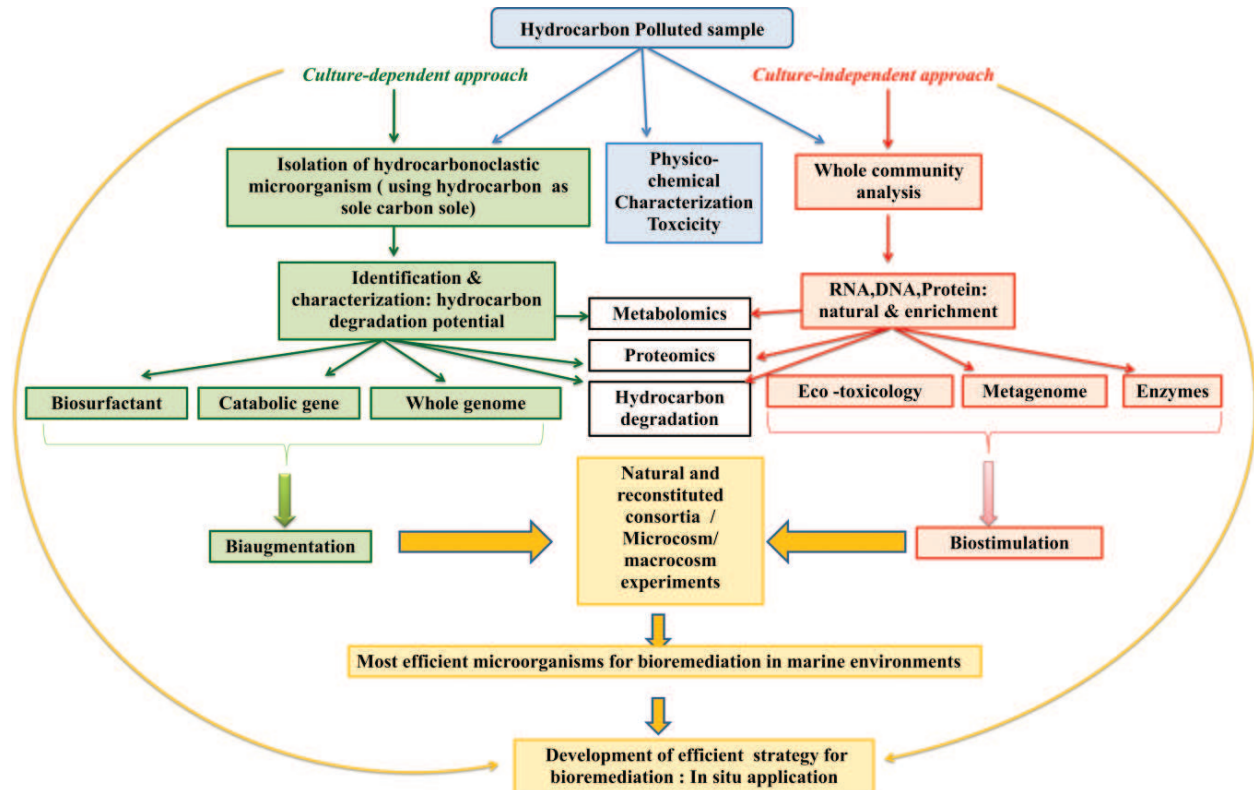 Hydrocarbon Polluted sample
Culture-dependent approach
Culture-independent approach
Isolation of hydrocarbonoclastic
microorganism ( using hydrocarbon as
sole carbon sole)
Physico-
chemical
Characterization
Toxcicity
Whole community
analysis
Identification &
characterization: hydrocarbon
degradation potential
Metabolomics
RNA,DNA,Protein:
natural & enrichment
Proteomics
Biosurfactant
Catabolic gene
Whole genome
Hydrocarbon
degradation
Eco -toxicology
Metagenome
Enzymes
Natural and
reconstituted
consortia /
Microcosm/
macrocosm
experiments
Biaugmentation
Biostimulation
Most efficient microorganisms for bioremediation in marine environments
Development of efficient strategy for
bioremediation : In situ application